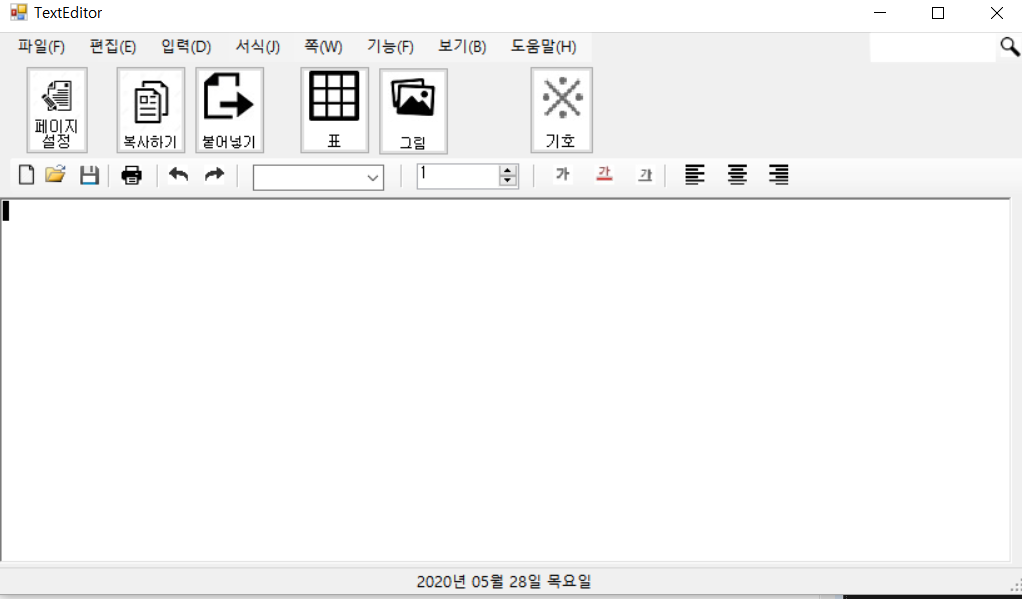 TextEditor
파일(F) 편집(E) 입력(D) 서식(J) 쪽(W) 기능(F) 보기(B) 도움말(H)
페이지
설정
복사하기 붙어넣기 표 그림 기호
1 가 가 가
2020년 05월 28일 목요일